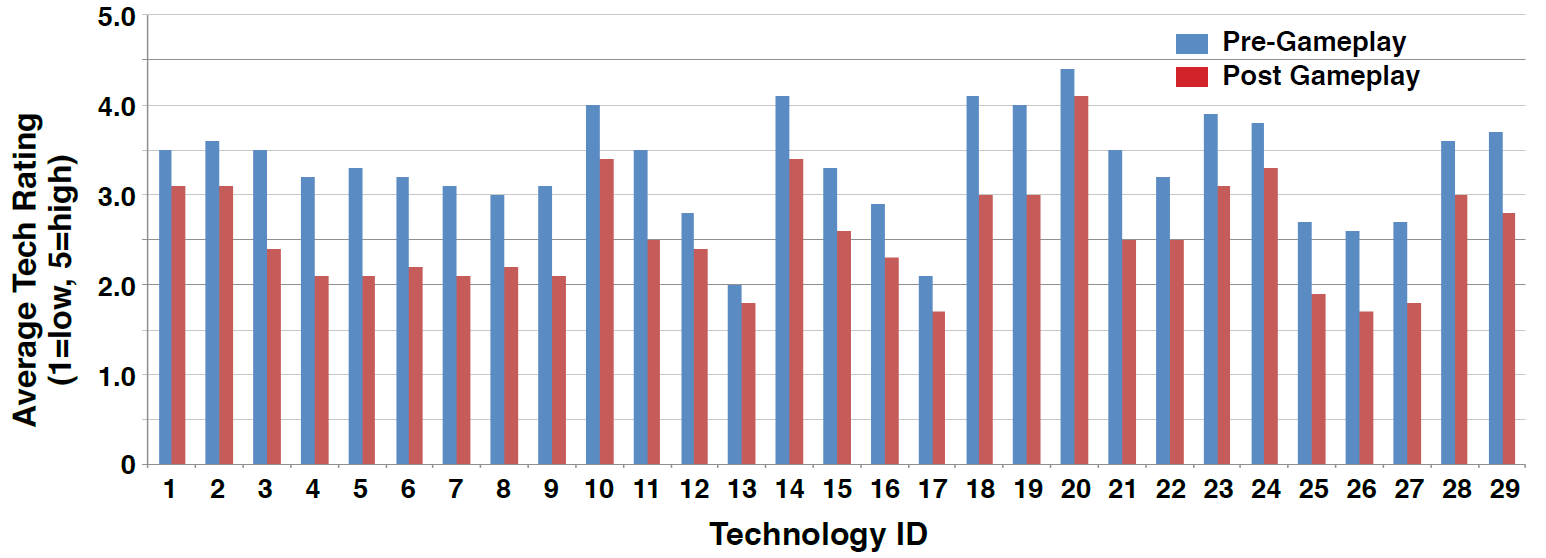 5.0
4.0
3.0
2.0
1.0
0
Average Tech Rating
(1=low, 5=high)
Pre-Gameplay
Post Gameplay
1 2 3 4 5 6 7 8 9 10 11 12 13 14 15 16 17 18 19 20 21 22 23 24 25 26 27 28 29
Technology ID